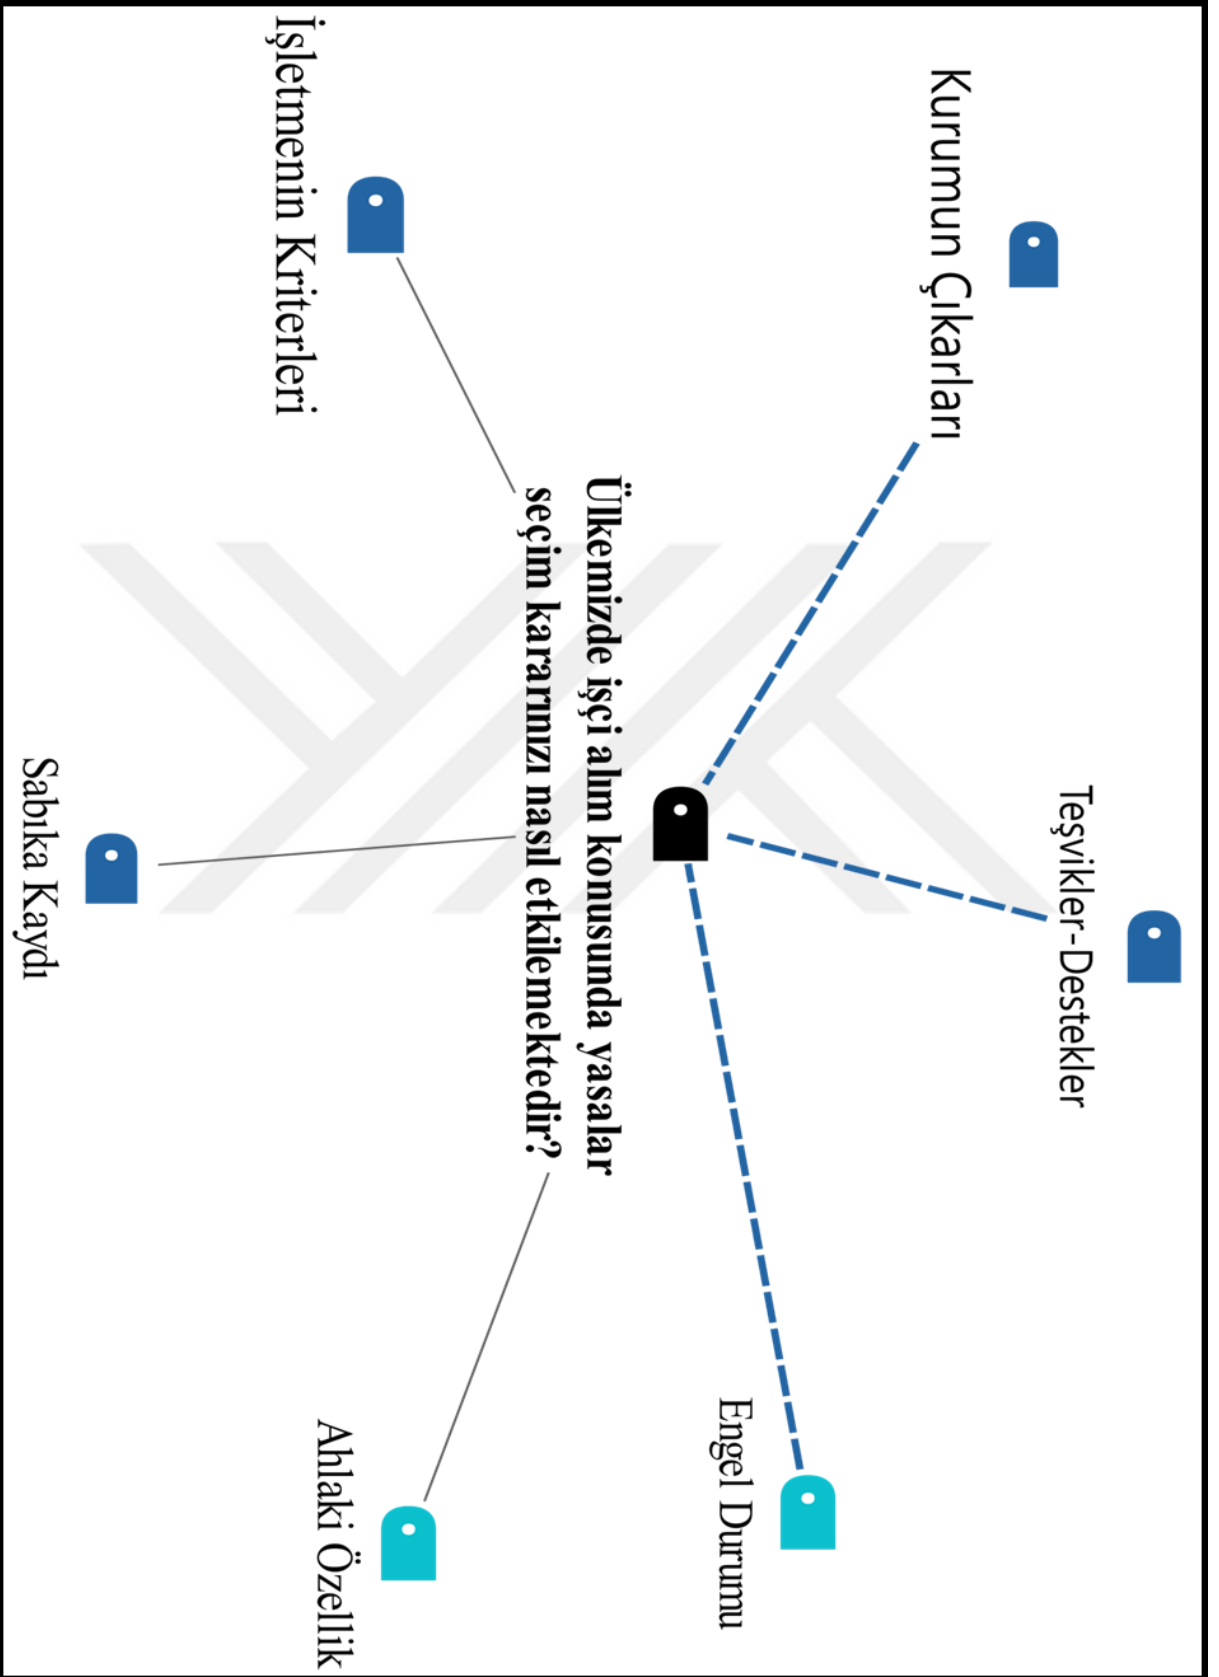 Teşvikler-Destekler
Kurumun Çıkarları
Engel Durumu
Ülkemizde işçi alım konusunda yasalar
seçim kararınızı nasıl etkilemektedir?
Ahlaki Özellik
İşletmenin Kriterleri
Sabıka Kaydı